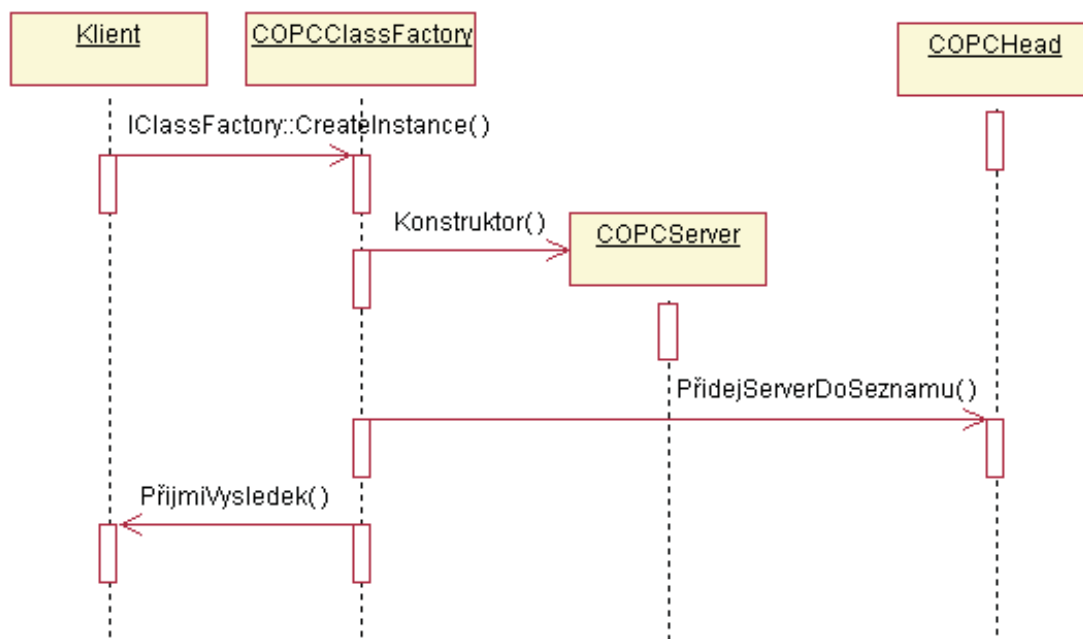 Klient
COPCClassFactory
COPCHead
IClassFactory::CreateInstance()
Konstruktor()
COPCServer
PřidejServerDoSeznamu()
PřijmiVysledek()